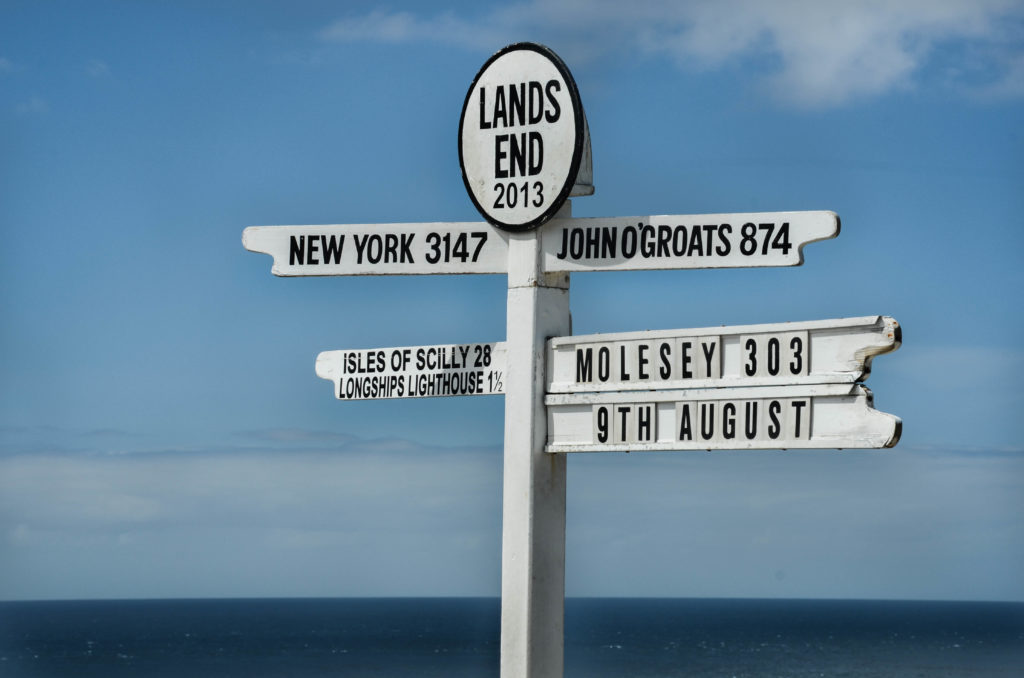 LANDS
END
2013
NEW YORK 3147
JOHN O'GROATS 874
ISLES OF SCILLY 28
LONGSHIPS LIGHTHOUSE 1½
MOLESEY 303
9TH AUGUST